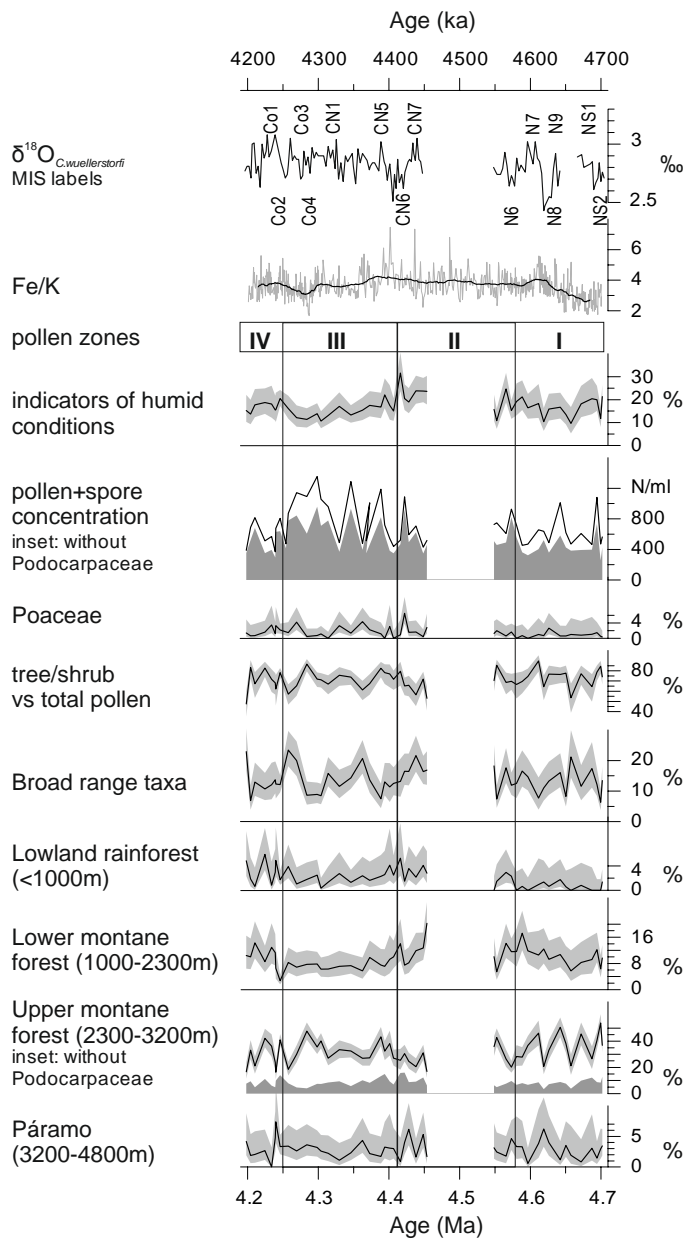 Age (ka)
4200 4300 4400 4500 4600 4700
Co1 Co3 CN1 CN5 CN7 N7 N9 NS1
δ18O C.wuellerstorfi
MIS labels
3
‰
2.5
Co2 Co4 CN6 N6 N8 NS2
Fe/K
6
4
2
pollen zones
IV III II I
indicators of humid
conditions
30
20
10
0
%
pollen+spore
concentration
inset: without
Podocarpaceae
N/ml
800
400
0
Poaceae
4
0
%
tree/shrub
vs total pollen
80
40
%
Broad range taxa
20
10
0
%
Lowland rainforest
(<1000m)
4
0
%
Lower montane
forest (1000-2300m)
16
8
0
%
Upper montane
forest (2300-3200m)
inset: without
Podocarpaceae
40
20
0
%
Páramo
(3200-4800m)
5
0
%
4.2 4.3 4.4 4.5 4.6 4.7
Age (Ma)